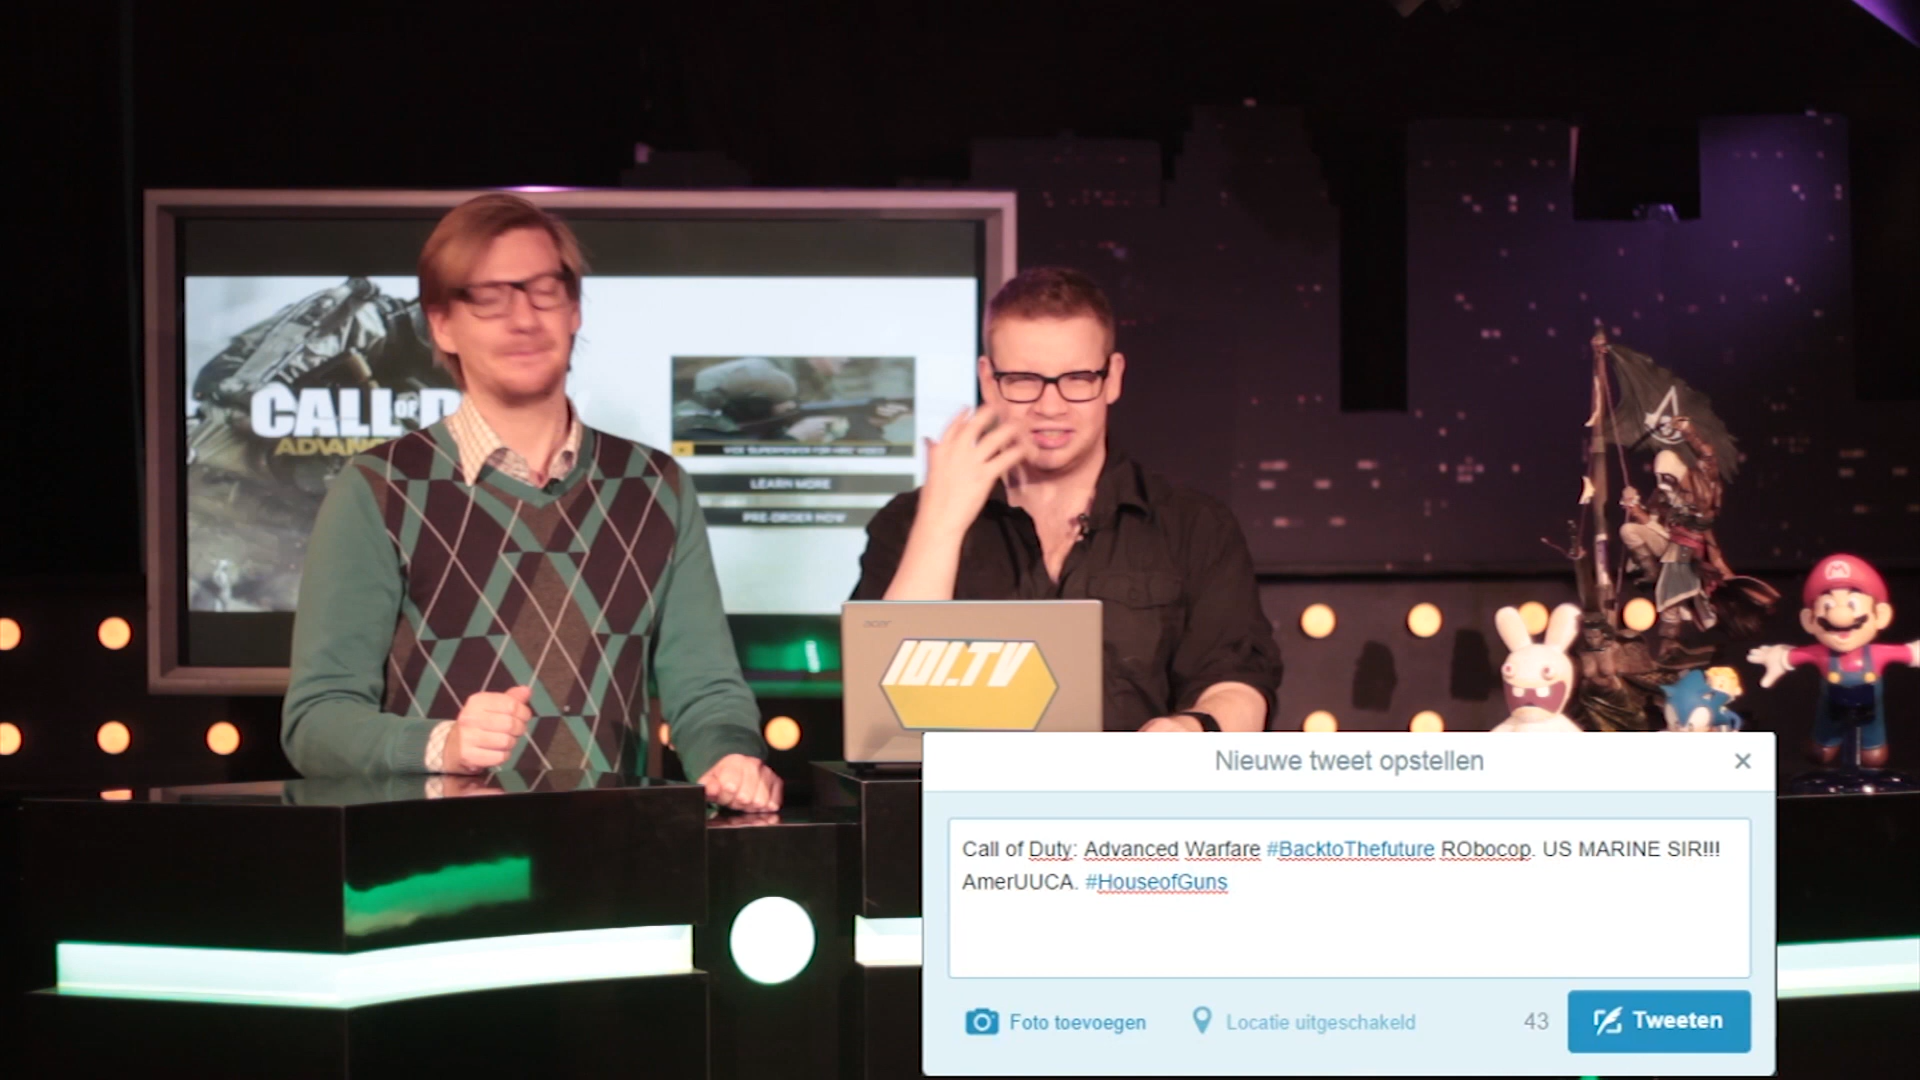 CALL OF D
ADVANC
LEARN MORE
PRE-ORDER NOW
acer
101.TV
M
Nieuwe tweet opstellen
Call of Duty: Advanced Warfare #BacktoThefuture RObocop. US MARINE SIR!!!
AmerUUCA. #HouseofGuns
Foto toevoegen
Locatie uitgeschakeld
43
Tweeten